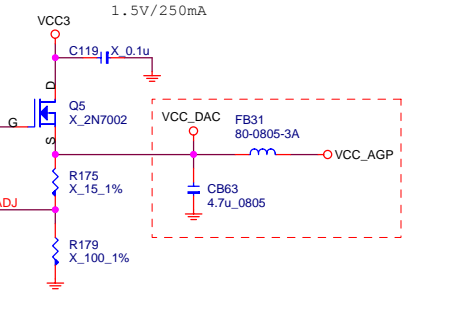 1.5V/250mA
VCC3
C119 X_0.1u
D
Q5
X_2N7002
G
S
VCC_DAC
FB31
80-0805-3A
VCC_AGP
R175
X_15_1%
CB63
4.7u_0805
ADJ
R179
X_100_1%